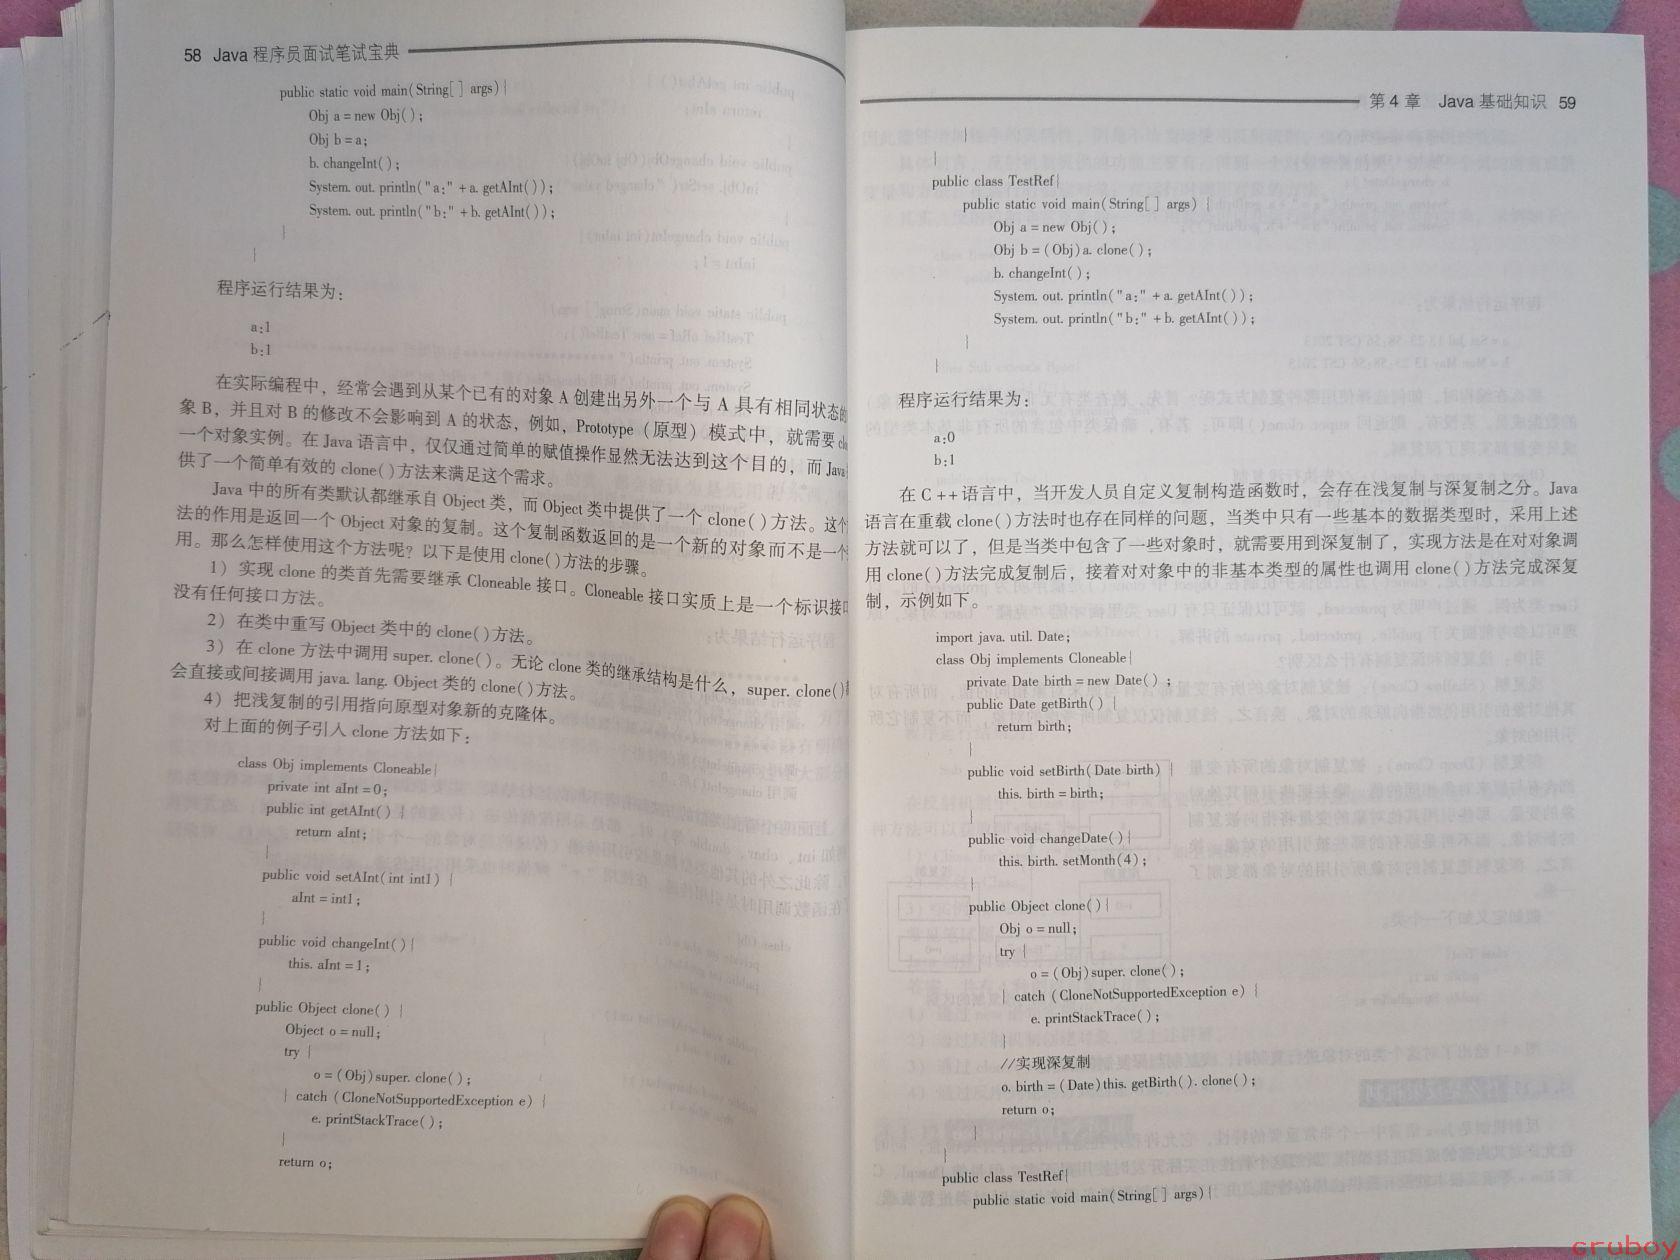 58 Java 程序员面试笔试宝典
public static void main(String[ ] args){
Obj a = new Obj( );
Obj b = a;
b. changeInt( );
System. out. println("a:" + a. getAInt( ));
System. out. println("b:" + b. getAInt( ));
}
}
程序运行结果为:
a:1
b:1
在实际编程中，经常会遇到从某个已有的对象 A 创建出另外一个与 A 具有相同状态的
象 B，并且对 B 的修改不会影响到 A 的状态，例如，Prototype（原型）模式中，就需要
一个对象实例。在 Java 语言中，仅仅通过简单的赋值操作显然无法达到这个目的，而 Java
供了一个简单有效的 clone( )方法来满足这个需求。
Java 中的所有类默认都继承自 Object 类，而 Object 类中提供了一个 clone( )方法。这个
法的作用是返回一个 Object 对象的复制。这个复制函数返回的是一个新的对象而不是一个
用。那么怎样使用这个方法呢？以下是使用 clone( )方法的步骤。
1）实现 clone 的类首先需要继承 Cloneable 接口。Cloneable 接口实质上是一个标识接口
没有任何接口方法。
2）在类中重写 Object 类中的 clone( )方法。
3）在 clone 方法中调用 super. clone( )。无论 clone 类的继承结构是什么，super. clone( )
会直接或间接调用 java. lang. Object 类的 clone( )方法。
4）把浅复制的引用指向原型对象新的克隆体。
对上面的例子引入 clone 方法如下：
class Obj implements Cloneable{
private int aInt = 0;
public int getAInt( ) {
return aInt;
}
public void setAInt(int int1) {
aInt = int1;
}
public void changeInt( ){
this. aInt = 1;
}
public Object clone( ) {
Object o = null;
try {
o = (Obj)super. clone( );
} catch (CloneNotSupportedException e) {
e. printStackTrace( );
}
return o;
第 4 章 Java 基础知识 59
}
}
public class TestRef{
public static void main(String[ ] args) {
Obj a = new Obj( );
Obj b = (Obj)a. clone( );
b. changeInt( );
System. out. println("a:" + a. getAInt( ));
System. out. println("b:" + b. getAInt( ));
}
}
程序运行结果为:
a:0
b:1
在 C ++ 语言中，当开发人员自定义复制构造函数时，会存在浅复制与深复制之分。Java
语言在重载 clone( )方法时也存在同样的问题，当类中只有一些基本的数据类型时，采用上述
方法就可以了，但是当类中包含了一些对象时，就需要用到深复制了，实现方法是在对对象调
用 clone( )方法完成复制后，接着对对象中的非基本类型的属性也调用 clone( )方法完成深复
制，示例如下。
import java. util. Date;
class Obj implements Cloneable{
private Date birth = new Date( );
public Date getBirth( ) {
return birth;
}
public void setBirth(Date birth) {
this. birth = birth;
}
public void changeDate( ){
this. birth. setMonth(4);
}
public Object clone( ){
Obj o = null;
try {
o = (Obj)super. clone( );
} catch (CloneNotSupportedException e) {
e. printStackTrace( );
}
//实现深复制
o. birth = (Date)this. getBirth( ). clone( );
return o;
}
}
public class TestRef{
public static void main(String[ ] args){
cruboy